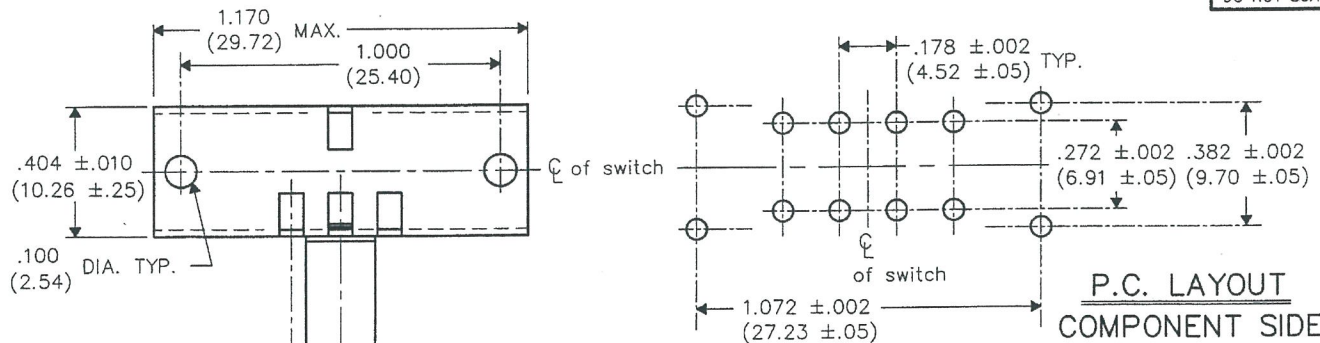 1.170
(29.72) MAX.
1.000
(25.40)
.404 ±.010
(10.26 ±.25)
.100
(2.54) DIA. TYP.
℄ of switch
.178 ±.002
(4.52 ±.05) TYP.
.272 ±.002 .382 ±.002
(6.91 ±.05) (9.70 ±.05)
℄
of switch
1.072 ±.002
(27.23 ±.05)
P.C. LAYOUT
COMPONENT SIDE